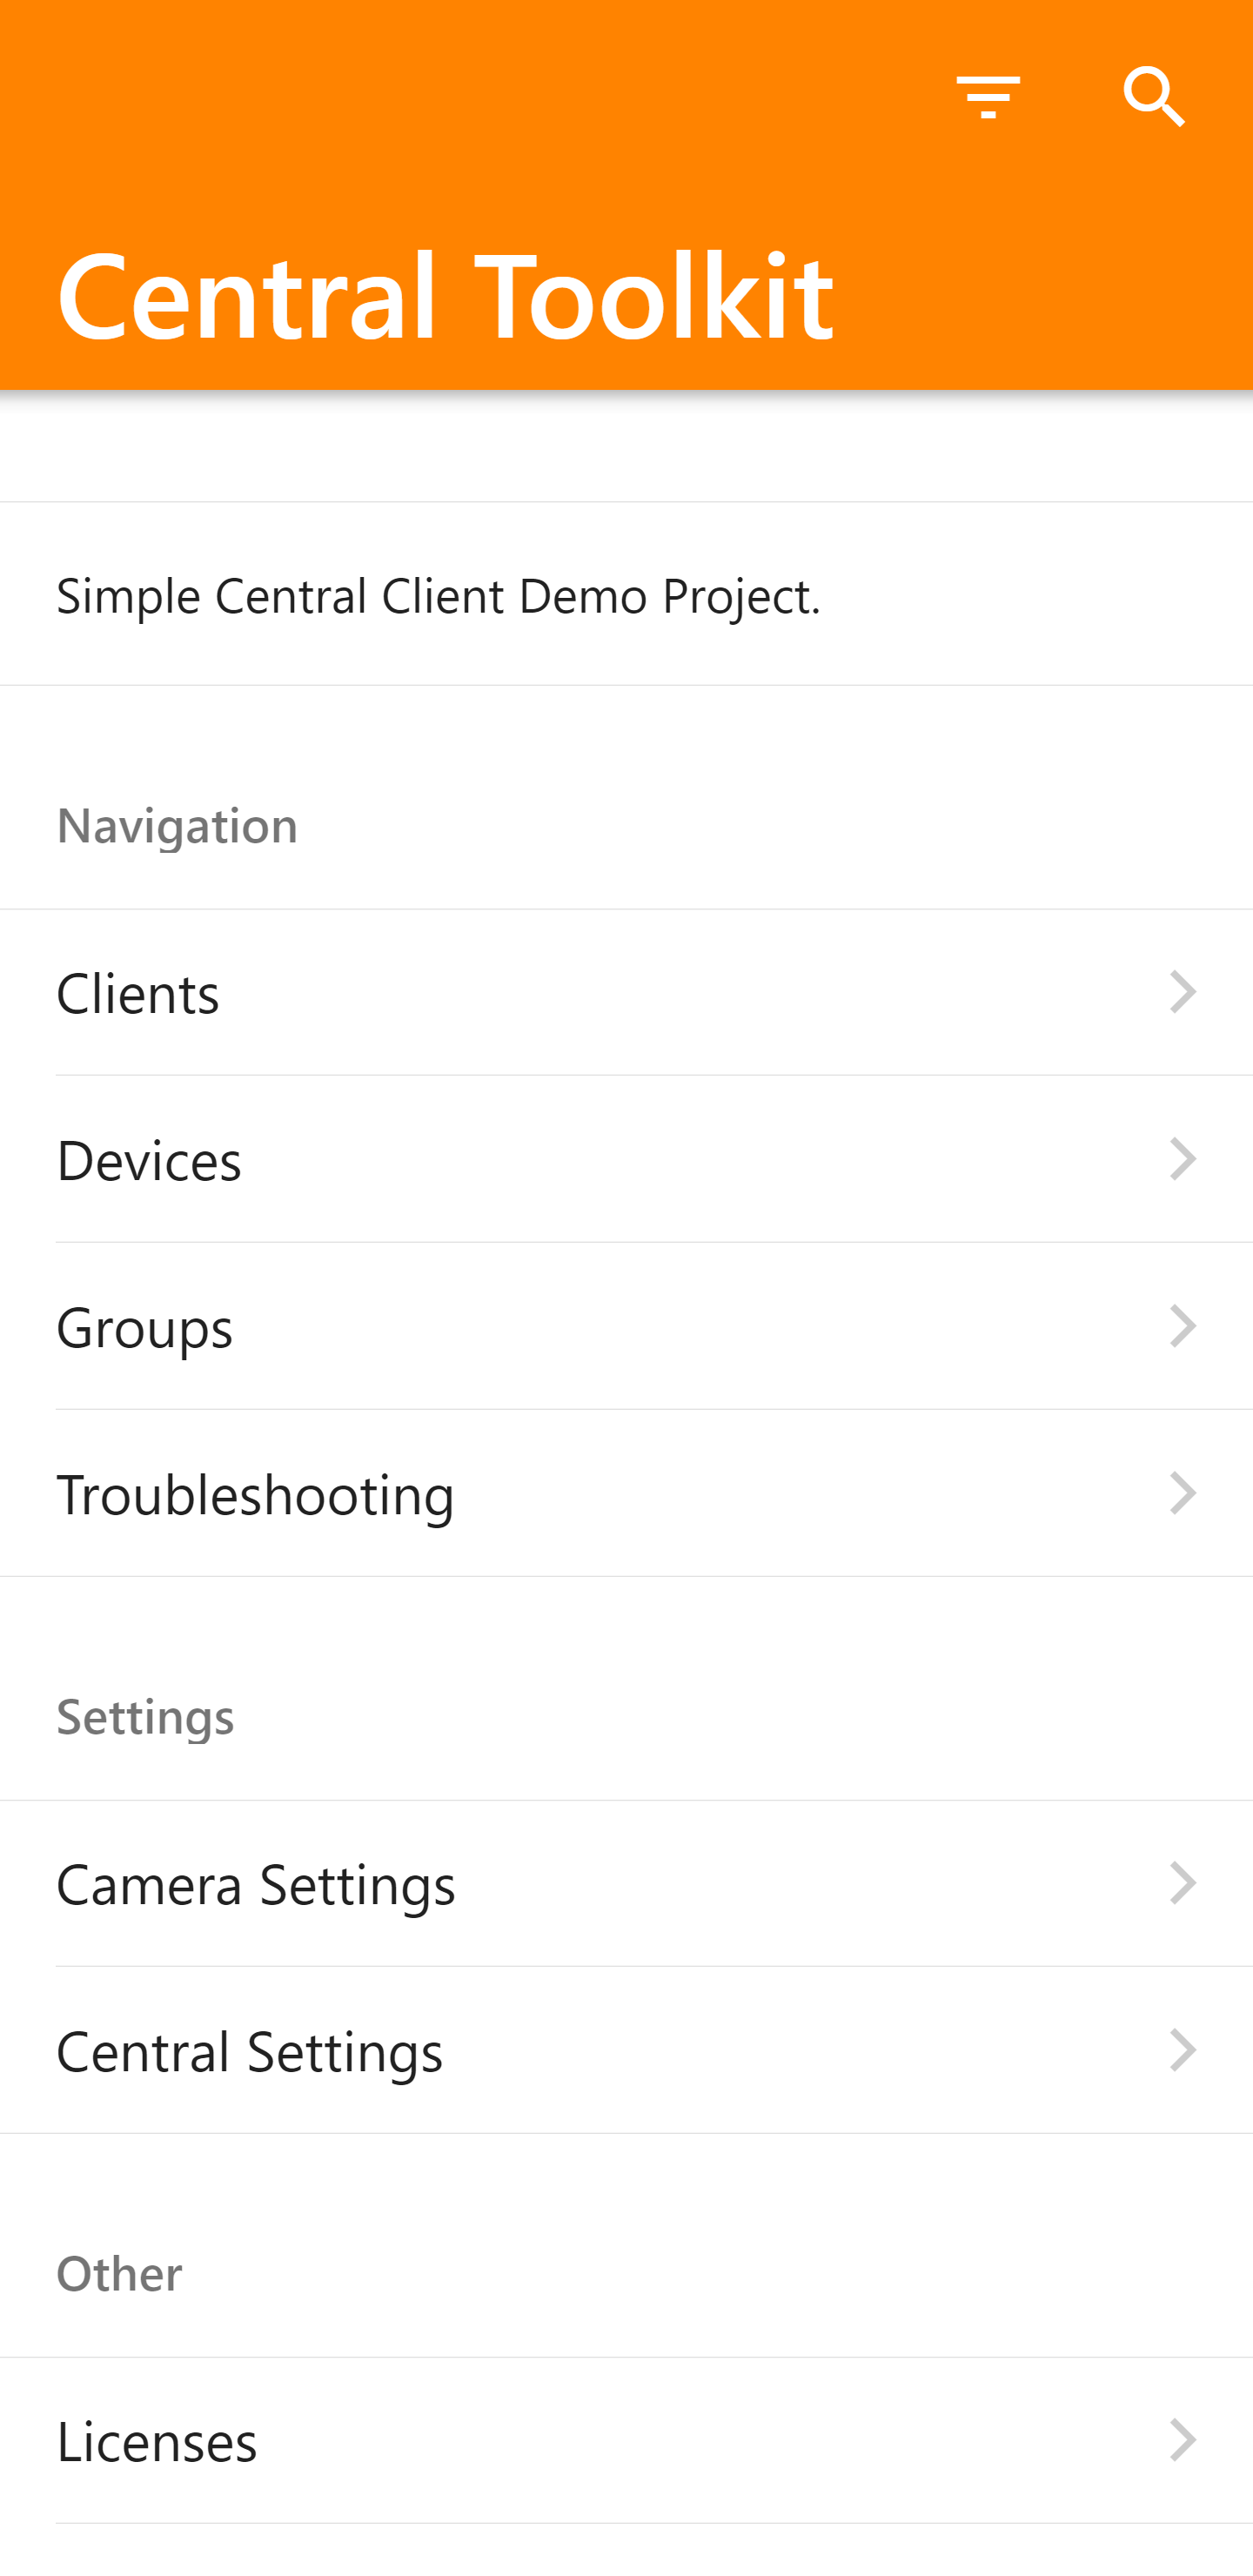 Central Toolkit
Simple Central Client Demo Project.
Navigation
Clients
Devices
Groups
Troubleshooting
Settings
Camera Settings
Central Settings
Other
Licenses